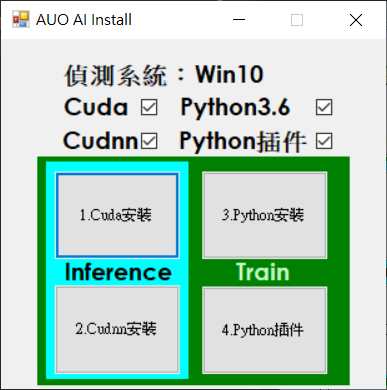 AUO AI Install
偵測系統：Win10
Cuda Python3.6
Cudnn Python插件
1.Cuda安裝 3.Python安裝
Inference Train
2.Cudnn安裝 4.Python插件